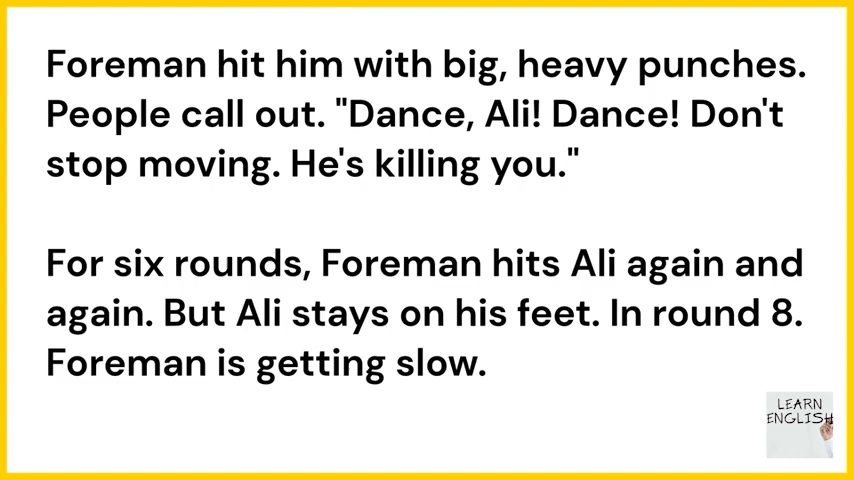 Foreman hit him with big, heavy punches.
People call out. "Dance, Ali! Dance! Don't
stop moving. He's killing you."
For six rounds, Foreman hits Ali again and
again. But Ali stays on his feet. In round 8.
Foreman is getting slow.
LEARN
ENGLISH